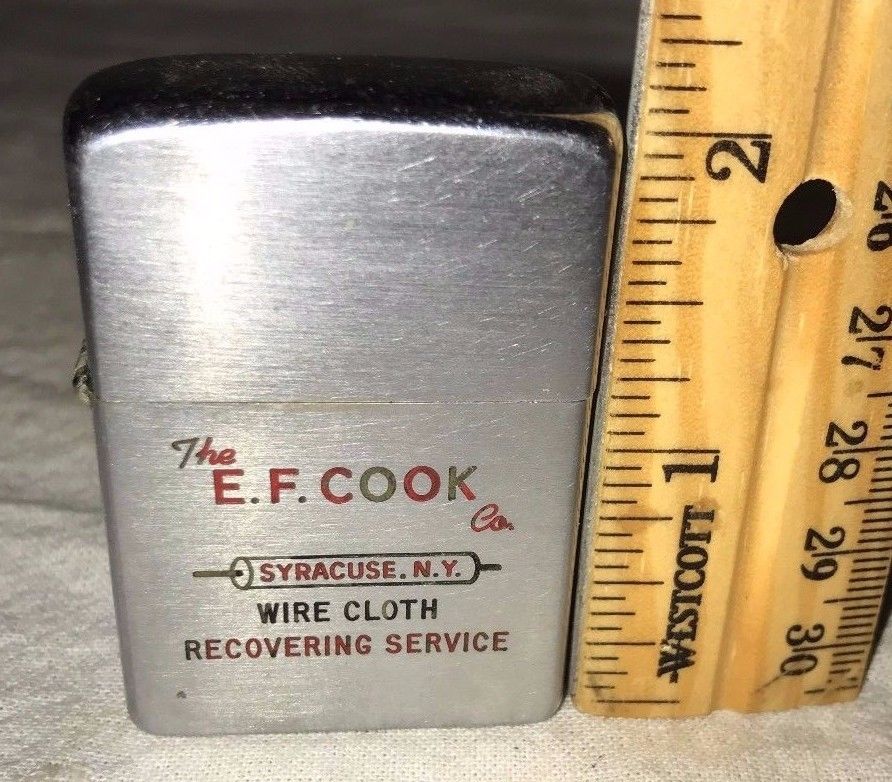 The
E.F. COOK
Co.
SYRACUSE, N.Y.
WIRE CLOTH
RECOVERING SERVICE
2
1
WESTCOTT
26
27
28
29
30